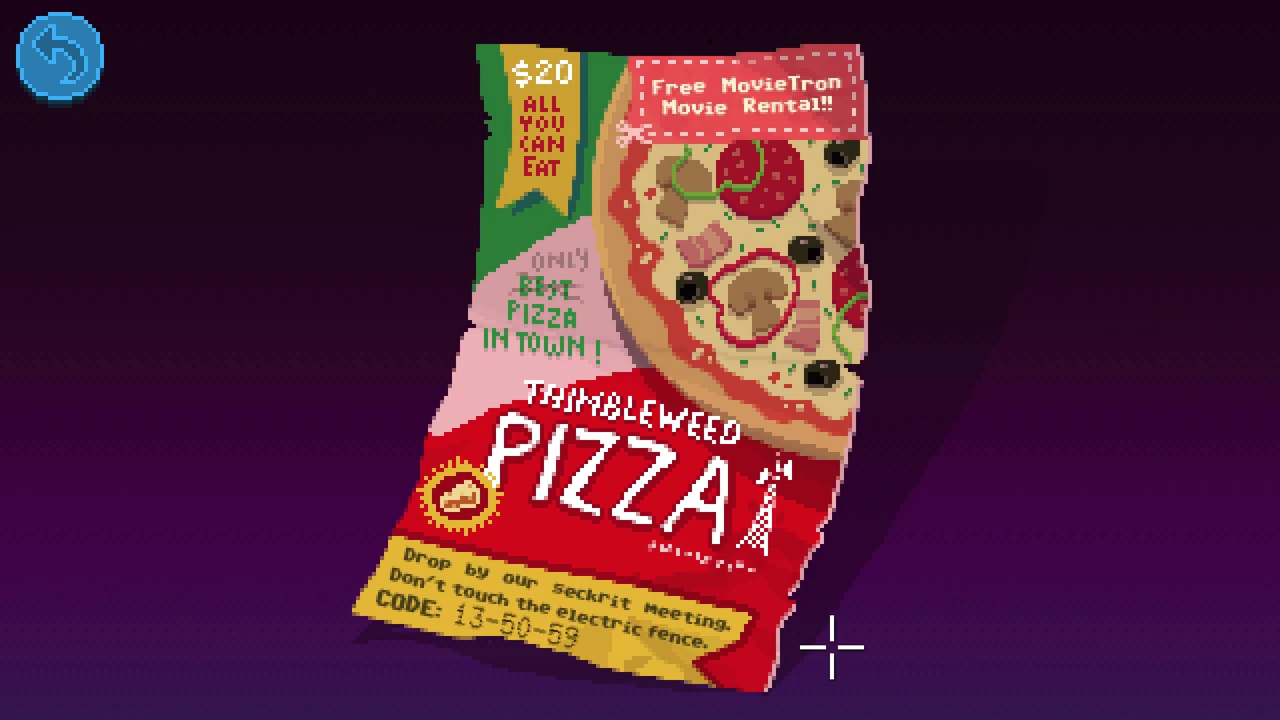 $20
ALL
YOU
CAN
EAT
Free MovieTron
Movie Rental!!
ONLY
BEST
PIZZA
IN TOWN !
THIMBLEWEED
PIZZA
Drop by our seckrit meeting.
Don't touch the electric fence.
CODE: 13-50-59